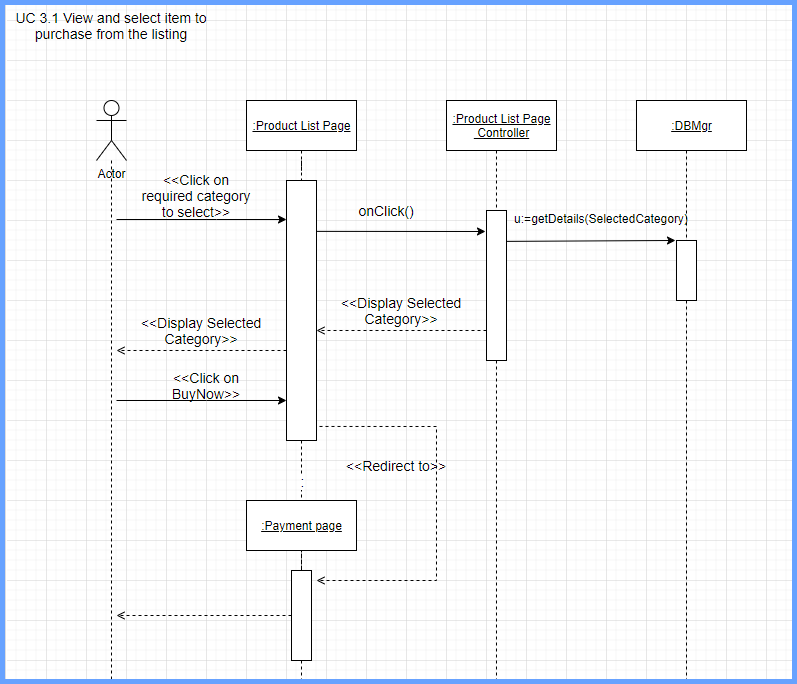 UC 3.1 View and select item to
purchase from the listing
:Product List Page
:Product List Page
Controller
:DBMgr
Actor
<<Click on
required category
to select>>
onClick()
u:=getDetails(SelectedCategory)
<<Display Selected
Category>>
<<Display Selected
Category>>
<<Click on
BuyNow>>
<<Redirect to>>
:Payment page